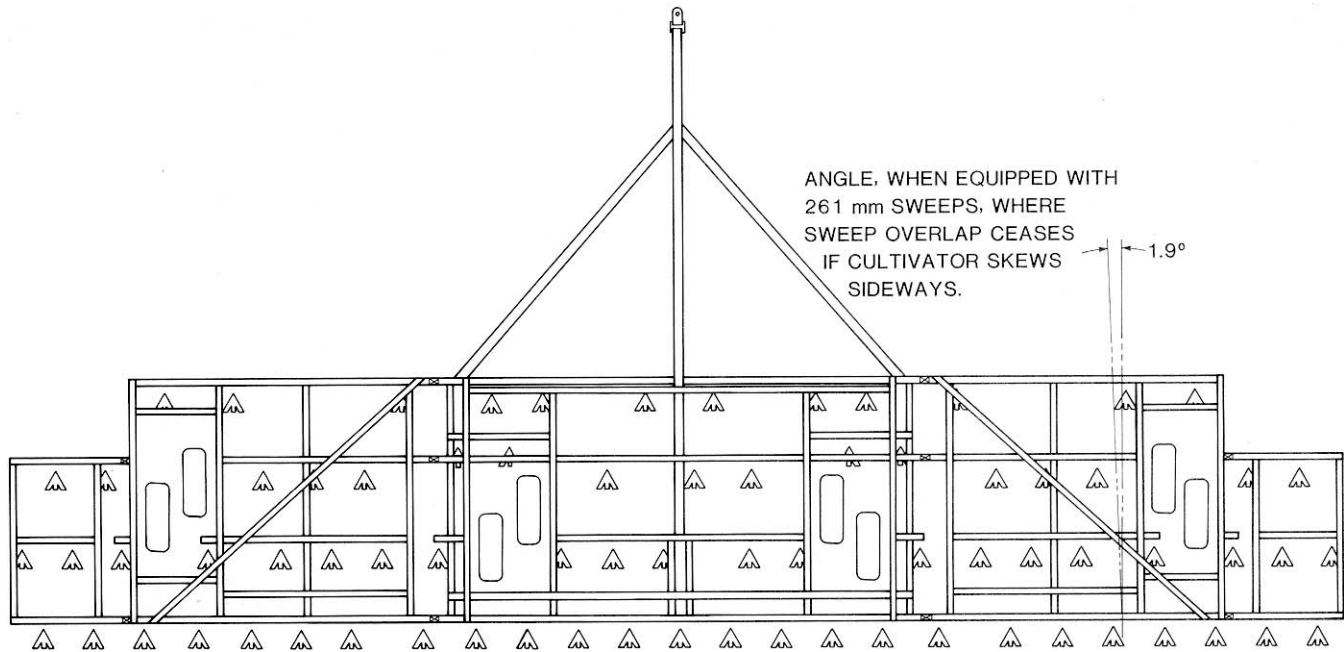 ANGLE, WHEN EQUIPPED WITH
261 mm SWEEPS, WHERE
SWEEP OVERLAP CEASES
IF CULTIVATOR SKEWS
SIDEWAYS.
1.9°